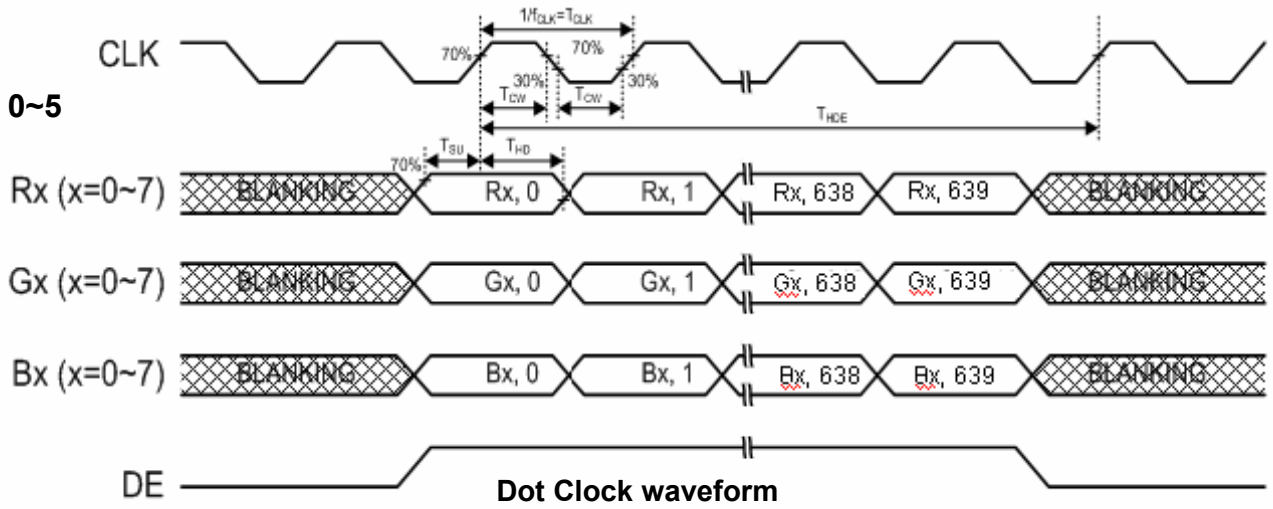 1/fCLK=TCLK
CLK
70%
70%
30%
30%
0~5
TCW
TCW
THDE
TSU
THD
70%
Rx (x=0~7)
BLANKING
Rx, 0
Rx, 1
Rx, 638
Rx, 639
BLANKING
Gx (x=0~7)
BLANKING
Gx, 0
Gx, 1
Gx, 638
Gx, 639
BLANKING
Bx (x=0~7)
BLANKING
Bx, 0
Bx, 1
Bx, 638
Bx, 639
BLANKING
DE
Dot Clock waveform